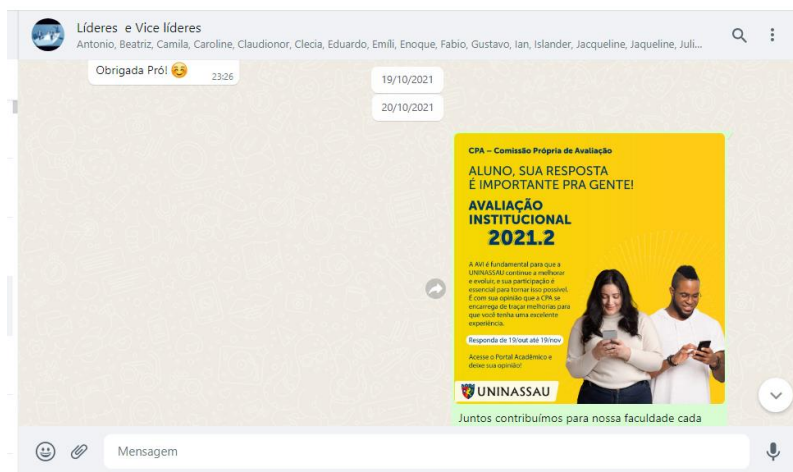 Líderes e Vice líderes
Antonio, Beatriz, Camila, Caroline, Claudionor, Clecia, Eduardo, Emíli, Enoque, Fabio, Gustavo, Ian, Islander, Jacqueline, Jaqueline, Juli...
Obrigada Pró!
23:26
19/10/2021
20/10/2021
CPA – Comissão Própria de Avaliação
ALUNO, SUA RESPOSTA
É IMPORTANTE PRA GENTE!
AVALIAÇÃO
INSTITUCIONAL
2021.2
A AVI é fundamental para que a
UNINASSAU continue a melhorar
e evoluir, e sua participação é
essencial para tornar isso possível.
É com sua opinião que a CPA se
encarrega de traçar melhorias para
que você tenha uma excelente
experiência.
Responda de 19/out até 19/nov
Acesse o Portal Acadêmico e
deixe sua opinião!
UNINASSAU
Juntos contribuímos para nossa faculdade cada
Mensagem